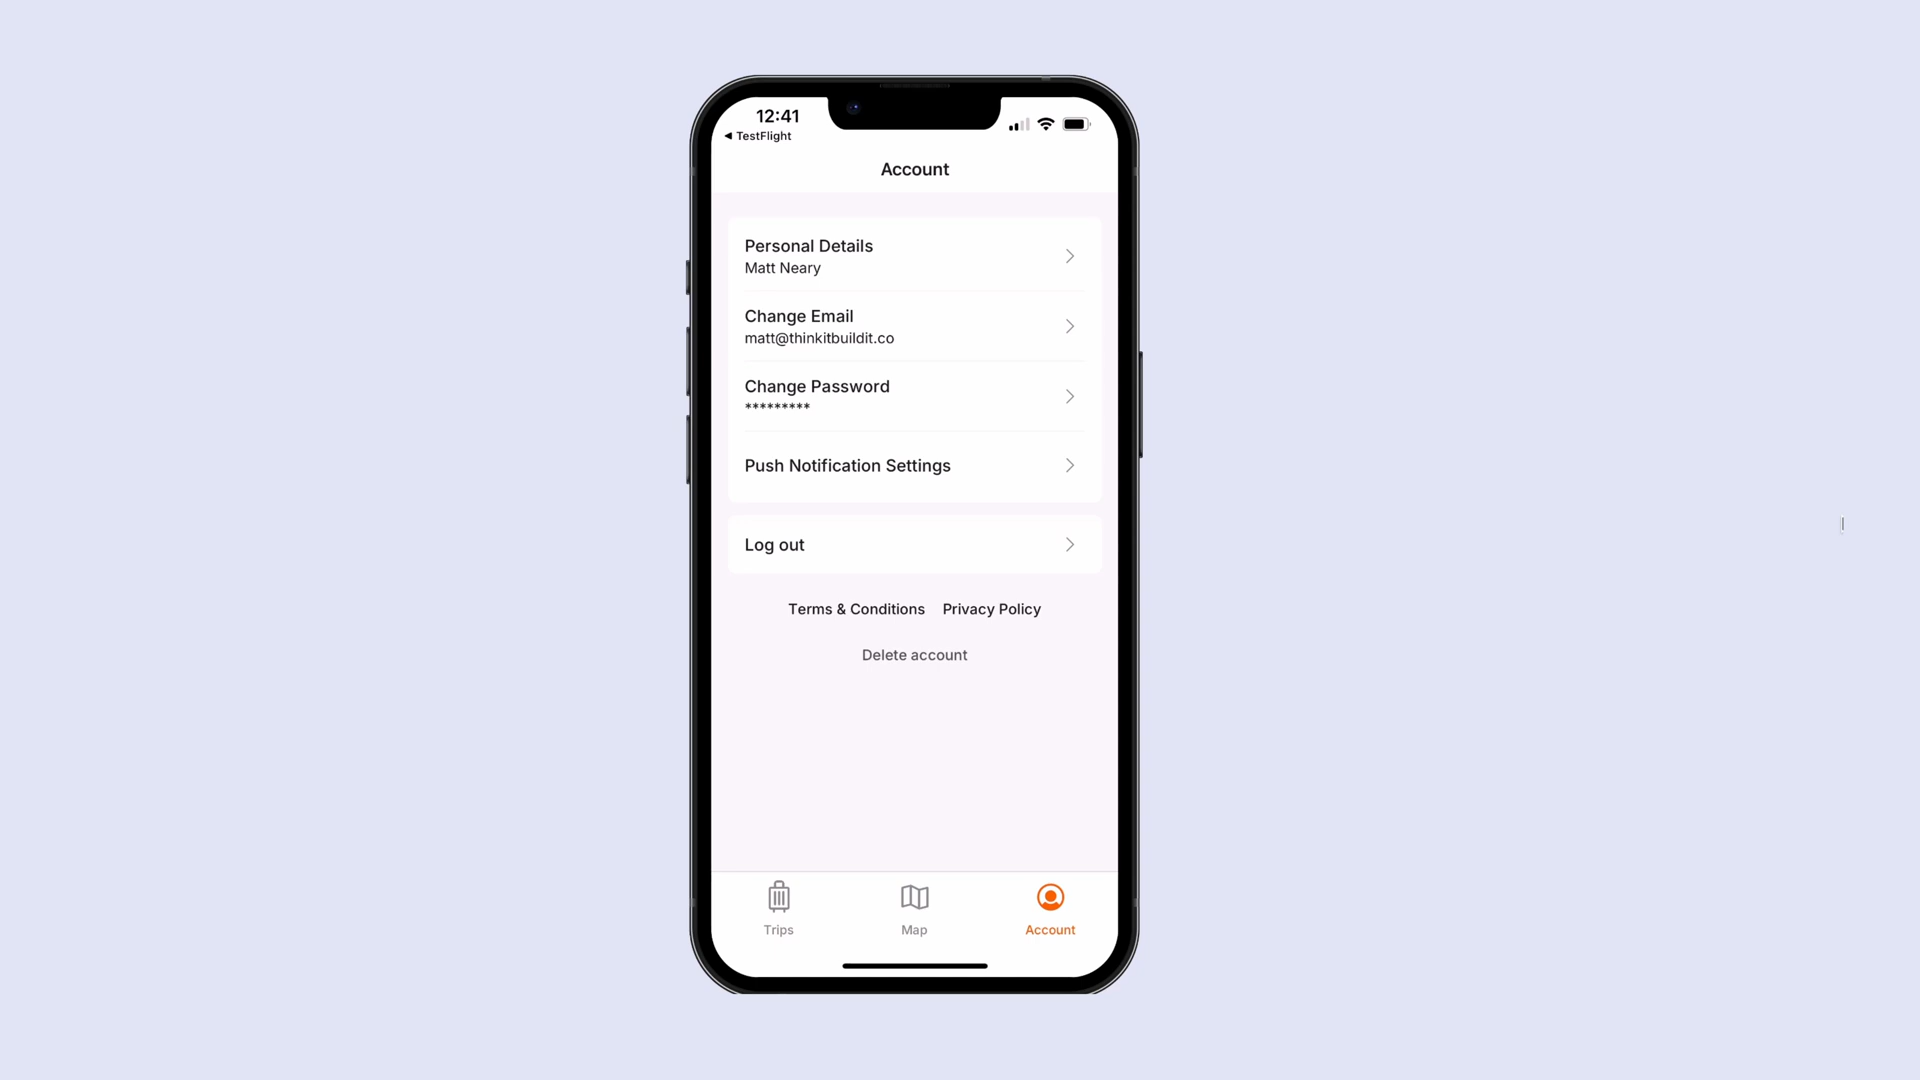 12:41
◀ TestFlight
Account
Personal Details
Matt Neary
Change Email
matt@thinkitbuildit.co
Change Password
*********
Push Notification Settings
Log out
Terms & Conditions Privacy Policy
Delete account
Trips Map Account